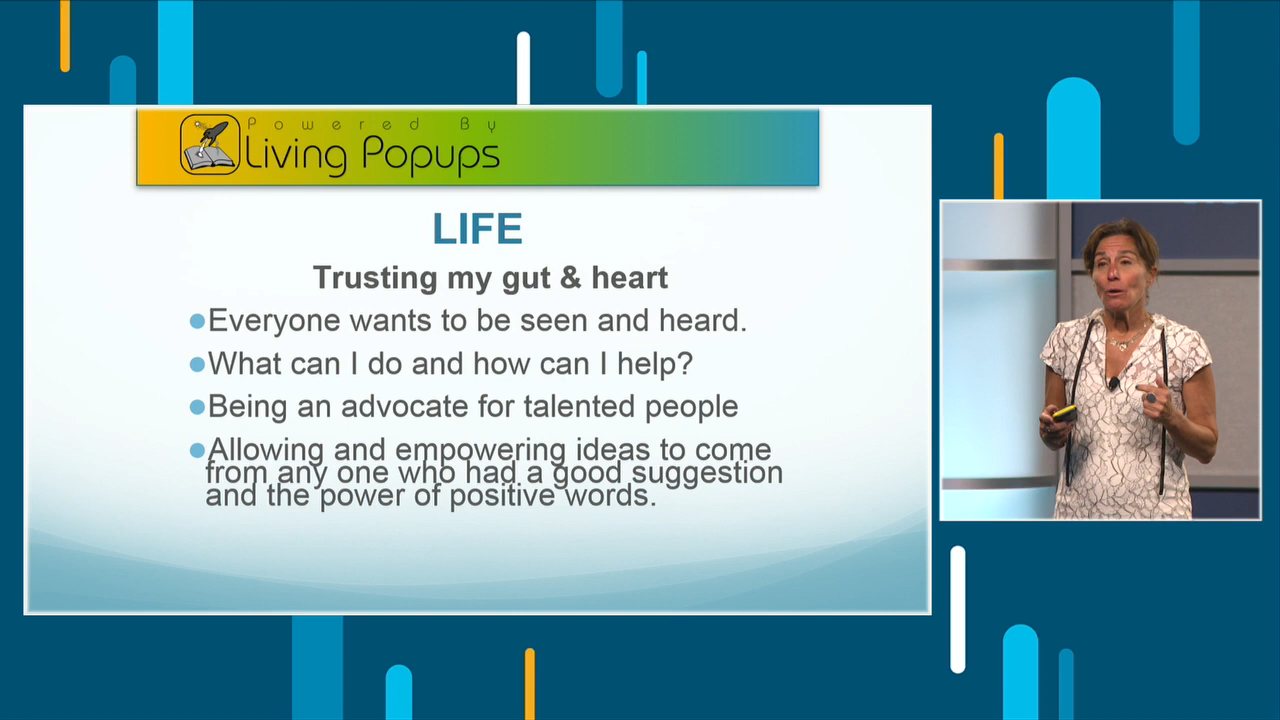 Powered By
Living Popups
LIFE
Trusting my gut & heart
Everyone wants to be seen and heard.
What can I do and how can I help?
Being an advocate for talented people
Allowing and empowering ideas to come
from any one who had a good suggestion
and the power of positive words.